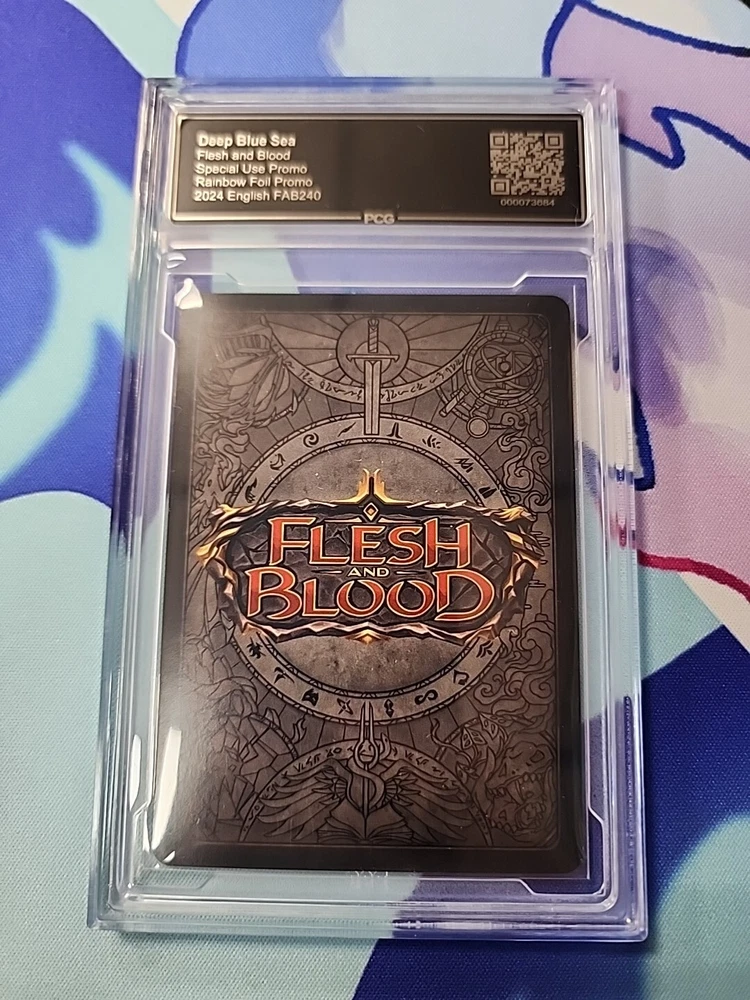 Deep Blue Sea
Flesh and Blood
Special Use Promo
Rainbow Foil Promo
2024 English FAB240
000073684
PCG
FLESH
AND
BLOOD